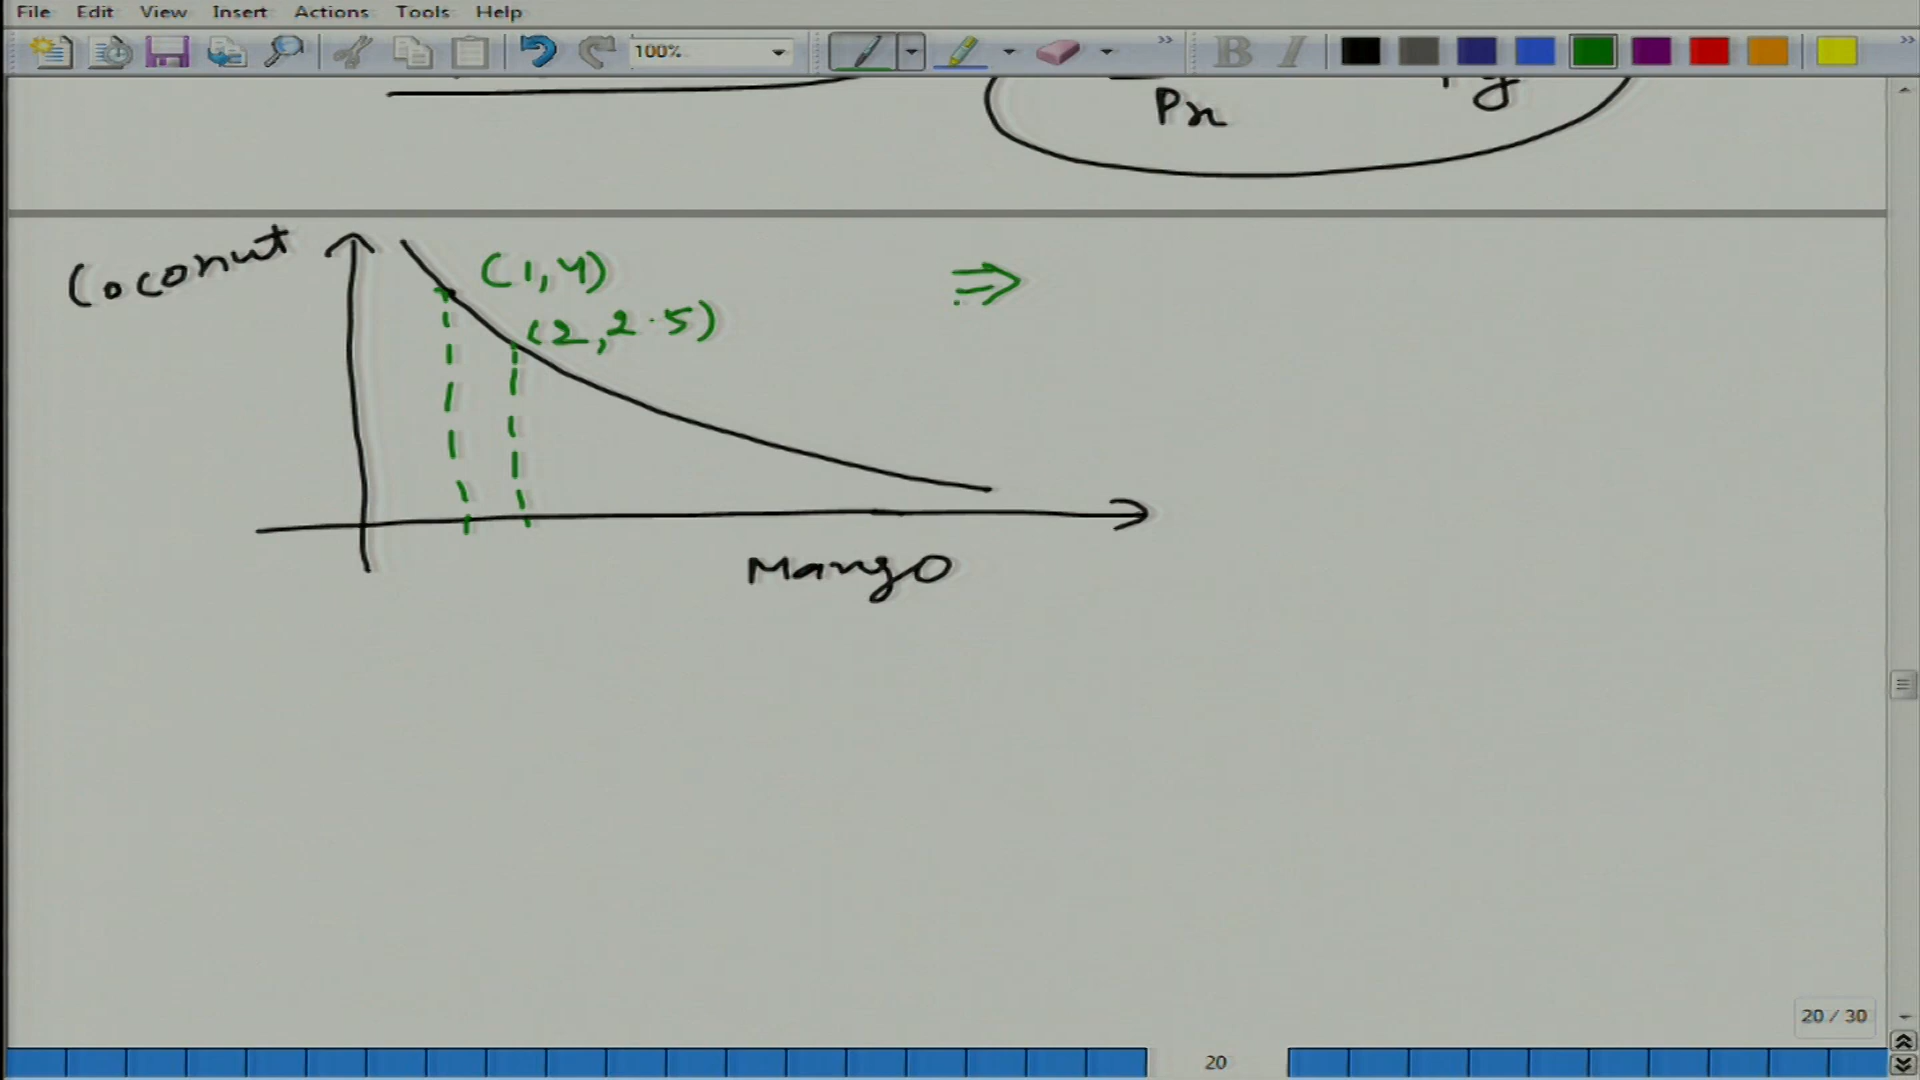 File Edit View Insert Actions Tools Help
100%
B I
Px
y
Coconut
(1,4)
(2,2.5)
⇒
Mango
20 / 30
20